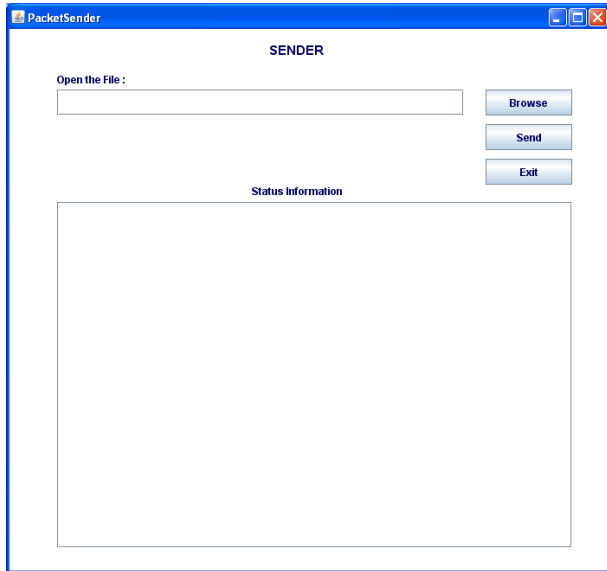 PacketSender
SENDER
Open the File :
Browse
Send
Exit
Status Information